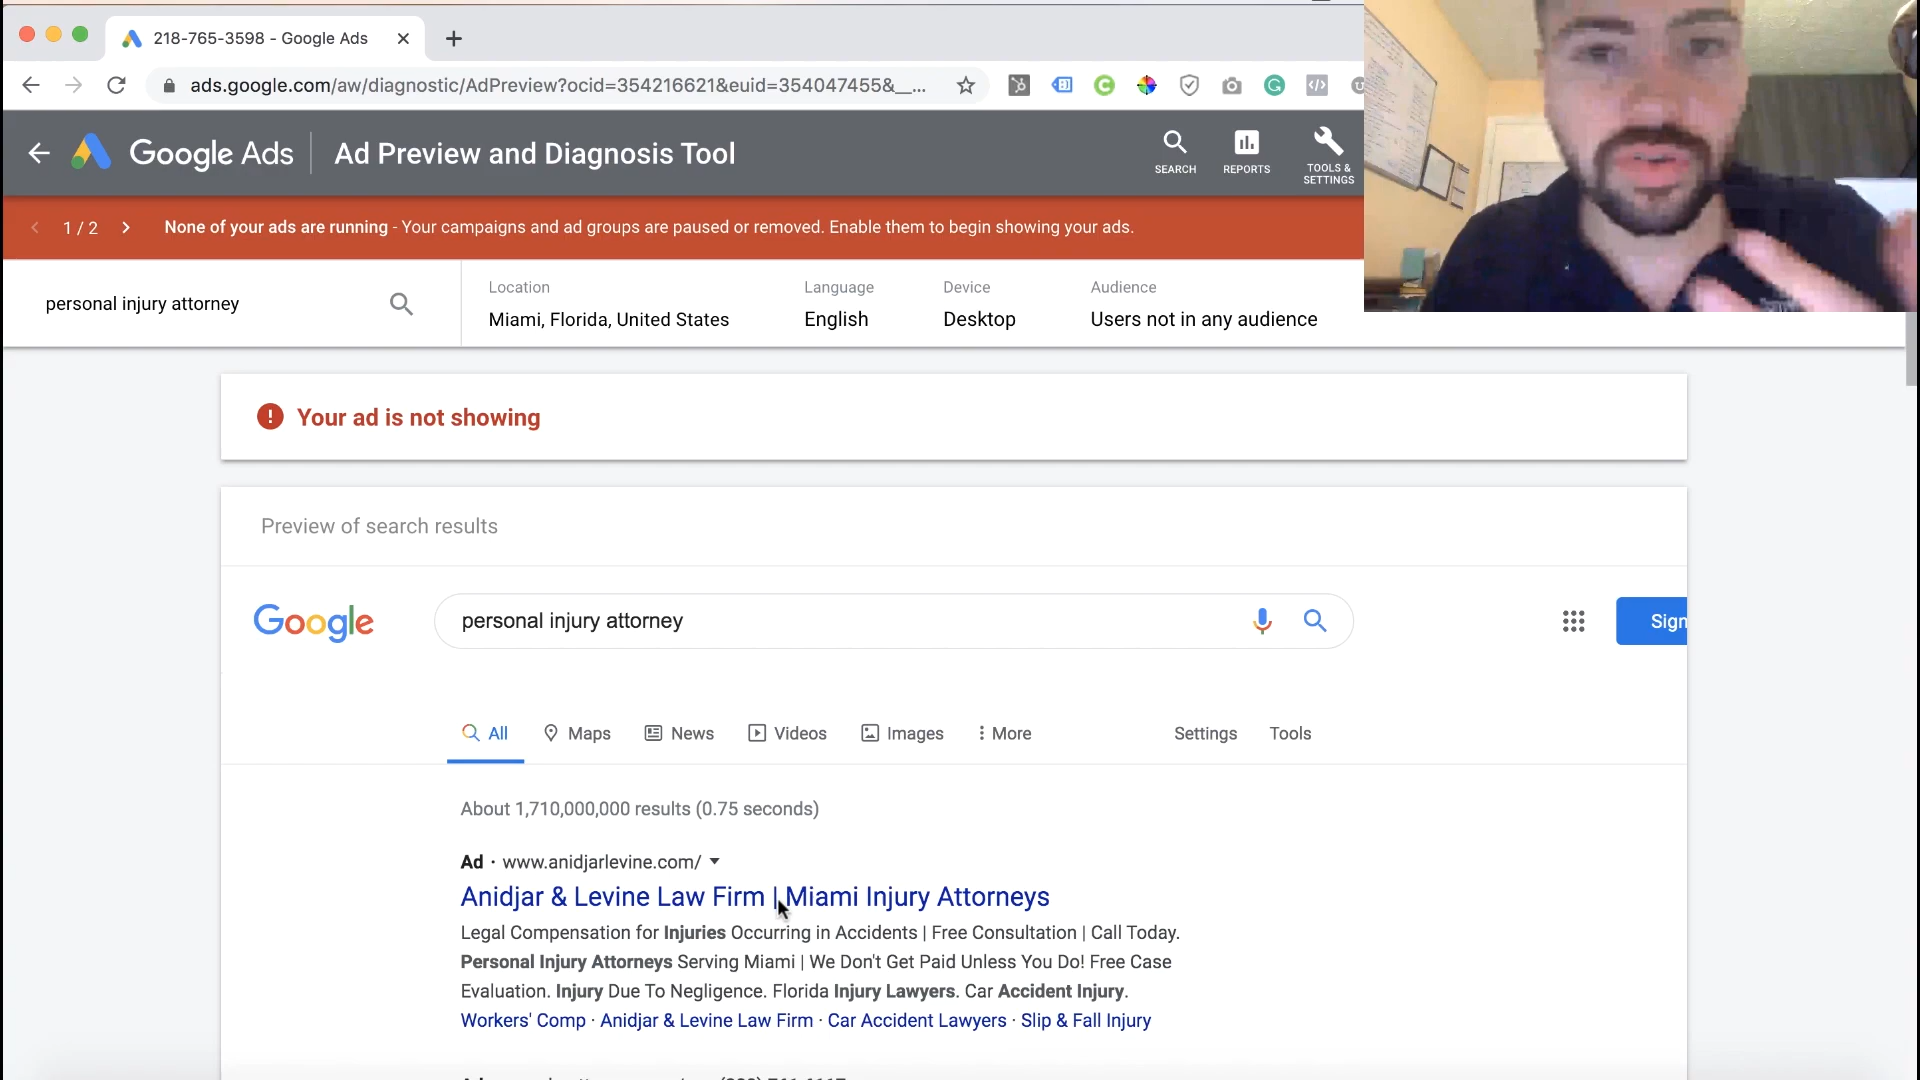 218-765-3598 - Google Ads
ads.google.com/aw/diagnostic/AdPreview?ocid=354216621&euid=354047455&__...
Google Ads
Ad Preview and Diagnosis Tool
SEARCH
REPORTS
TOOLS &
SETTINGS
1 / 2
None of your ads are running - Your campaigns and ad groups are paused or removed. Enable them to begin showing your ads.
personal injury attorney
Location
Miami, Florida, United States
Language
English
Device
Desktop
Audience
Users not in any audience
Your ad is not showing
Preview of search results
Google
personal injury attorney
Sign
All
Maps
News
Videos
Images
More
Settings
Tools
About 1,710,000,000 results (0.75 seconds)
Ad · www.anidjarlevine.com/
Anidjar & Levine Law Firm | Miami Injury Attorneys
Legal Compensation for Injuries Occurring in Accidents | Free Consultation | Call Today.
Personal Injury Attorneys Serving Miami | We Don't Get Paid Unless You Do! Free Case
Evaluation. Injury Due To Negligence. Florida Injury Lawyers. Car Accident Injury.
Workers' Comp · Anidjar & Levine Law Firm · Car Accident Lawyers · Slip & Fall Injury